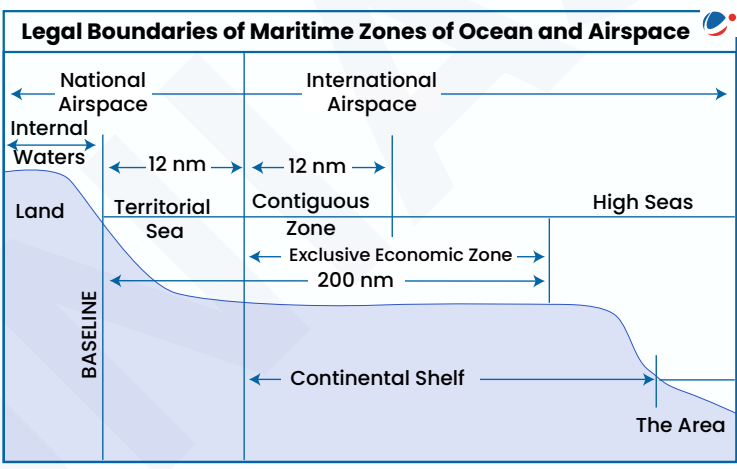 Legal Boundaries of Maritime Zones of Ocean and Airspace
National
Airspace
International
Airspace
Internal
Waters
12 nm
12 nm
Land
Territorial
Sea
Contiguous
Zone
High Seas
Exclusive Economic Zone
200 nm
BASELINE
Continental Shelf
The Area